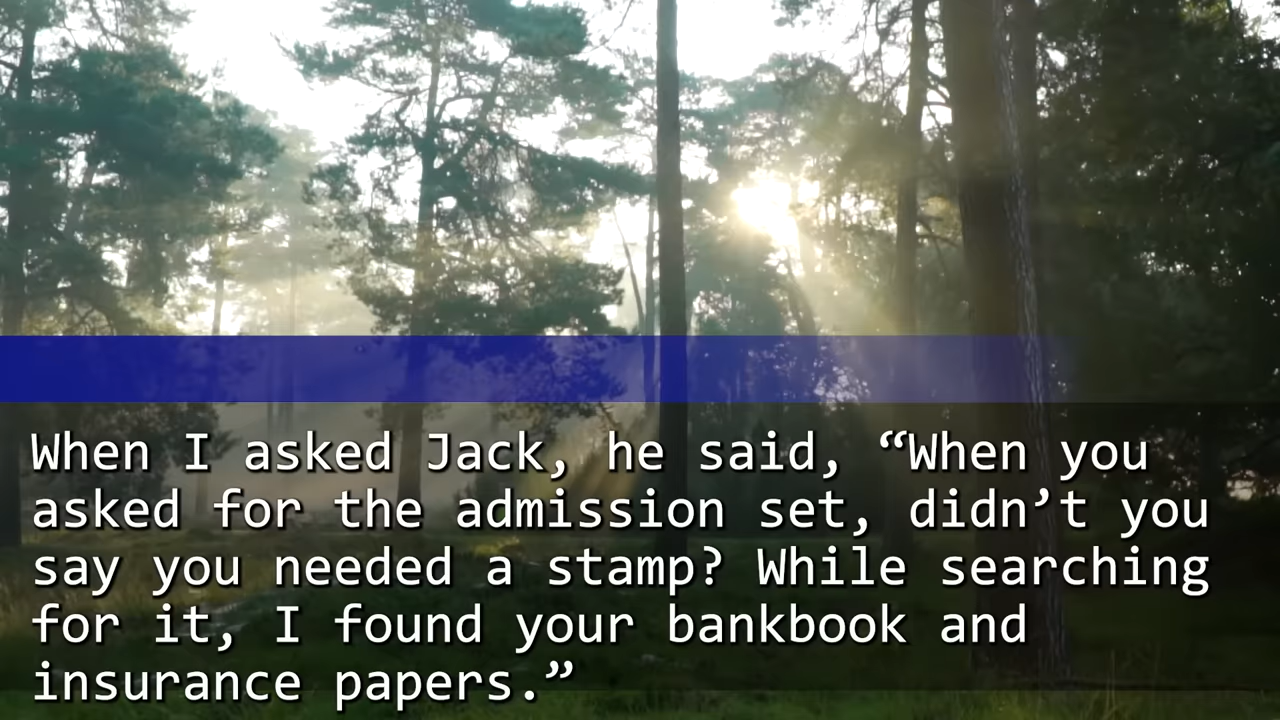 When I asked Jack, he said, “When you
asked for the admission set, didn’t you
say you needed a stamp? While searching
for it, I found your bankbook and
insurance papers.”